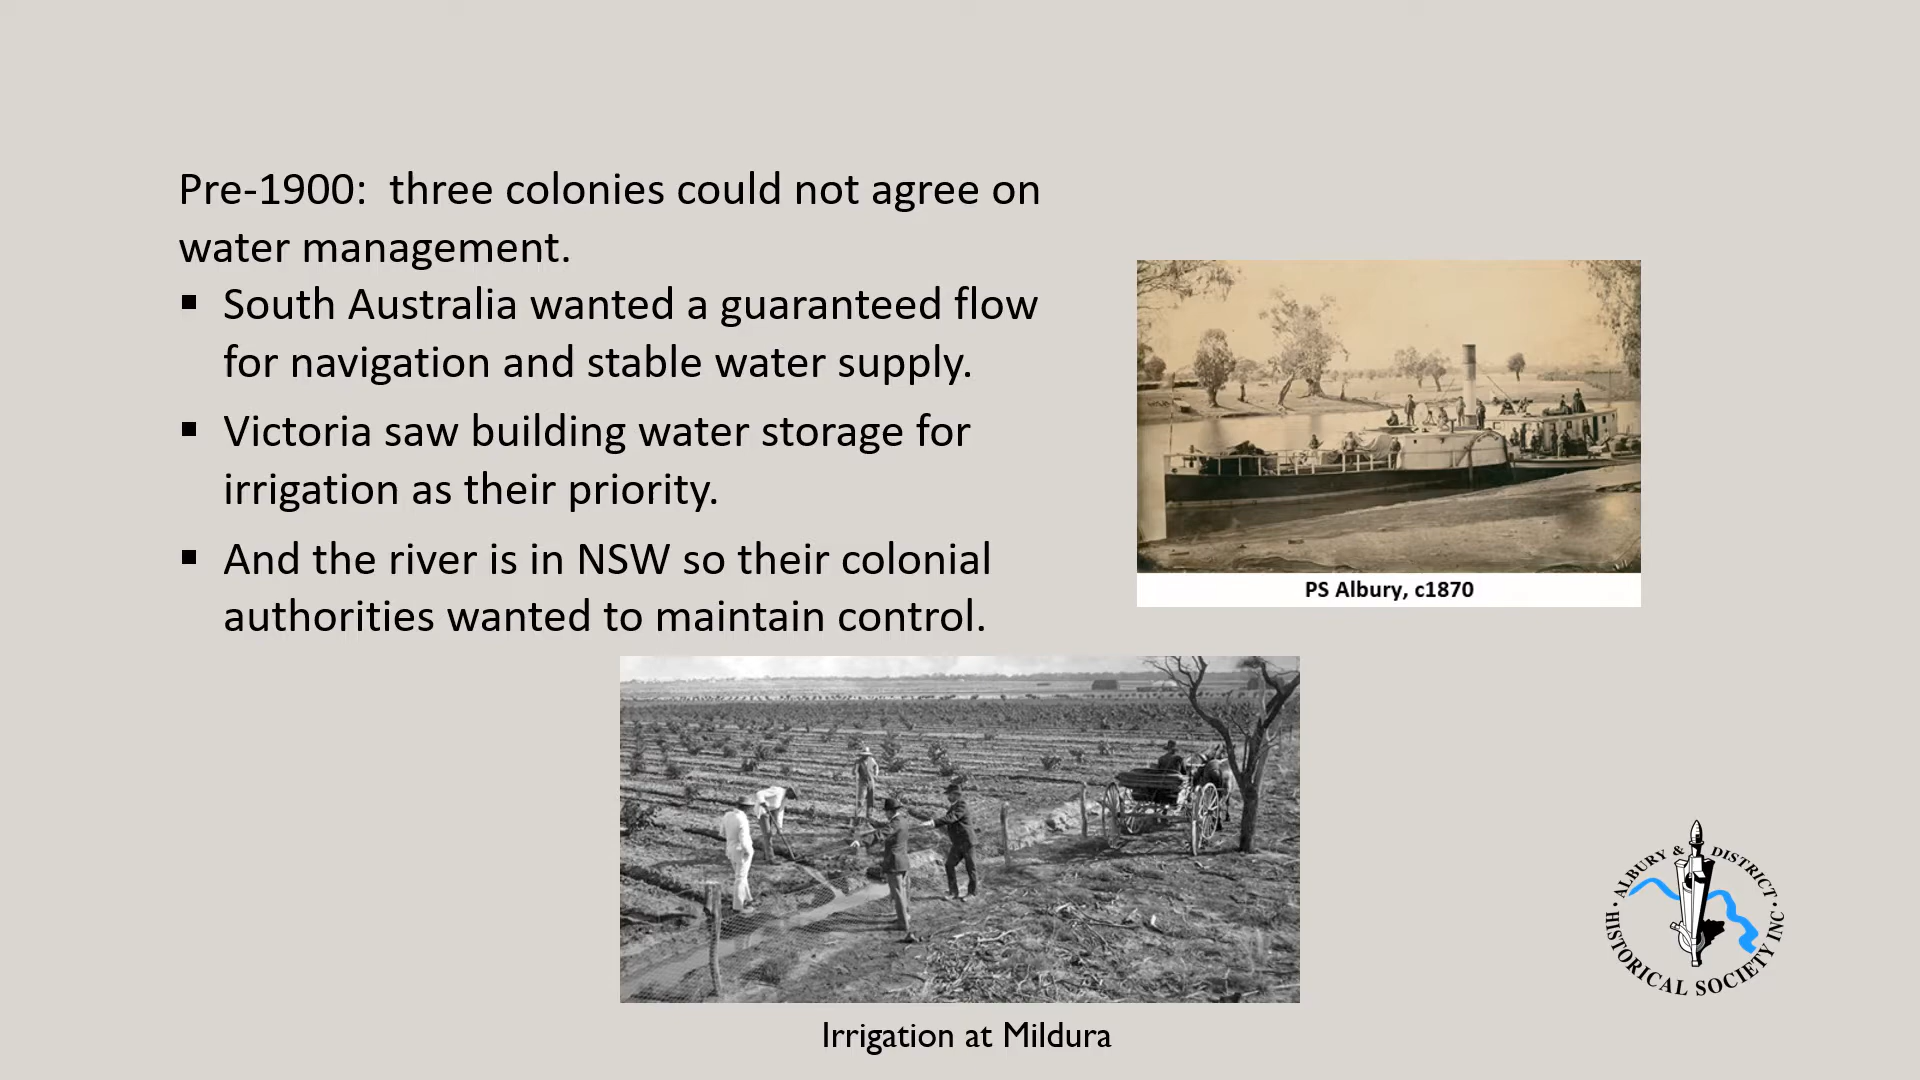 Pre-1900:  three colonies could not agree on
water management.
▪ South Australia wanted a guaranteed flow
for navigation and stable water supply.
▪ Victoria saw building water storage for
irrigation as their priority.
▪ And the river is in NSW so their colonial
authorities wanted to maintain control.
PS Albury, c1870
Irrigation at Mildura
• ALBURY & DISTRICT •
HISTORICAL SOCIETY INC